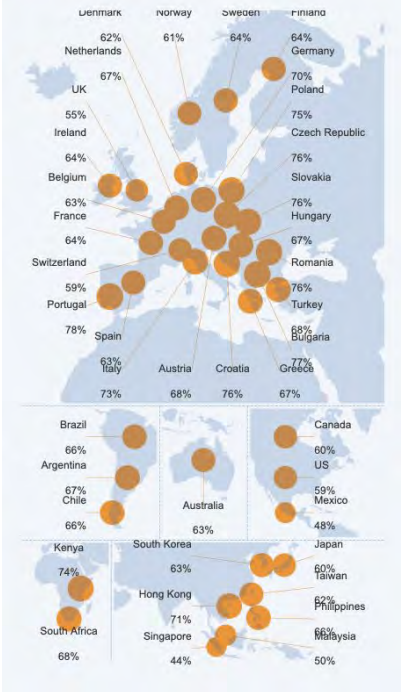 Denmark Norway Sweden Finland
62% 61% 64% 64%
Netherlands Germany
67% 70%
UK Poland
55% 75%
Ireland Czech Republic
64% 76%
Belgium Slovakia
63% 76%
France Hungary
64% 67%
Switzerland Romania
59% 76%
Portugal Turkey
78% 68%
Spain Bulgaria
63% 77%
Italy Austria Croatia Greece
73% 68% 76% 67%
Brazil Canada
66% 60%
Argentina US
67% 59%
Chile Mexico
66% 48%
Australia
63%
Kenya South Korea Japan
74% 63% 60%
Taiwan
62%
Hong Kong Philippines
71% 66%
South Africa Singapore Malaysia
68% 44% 50%